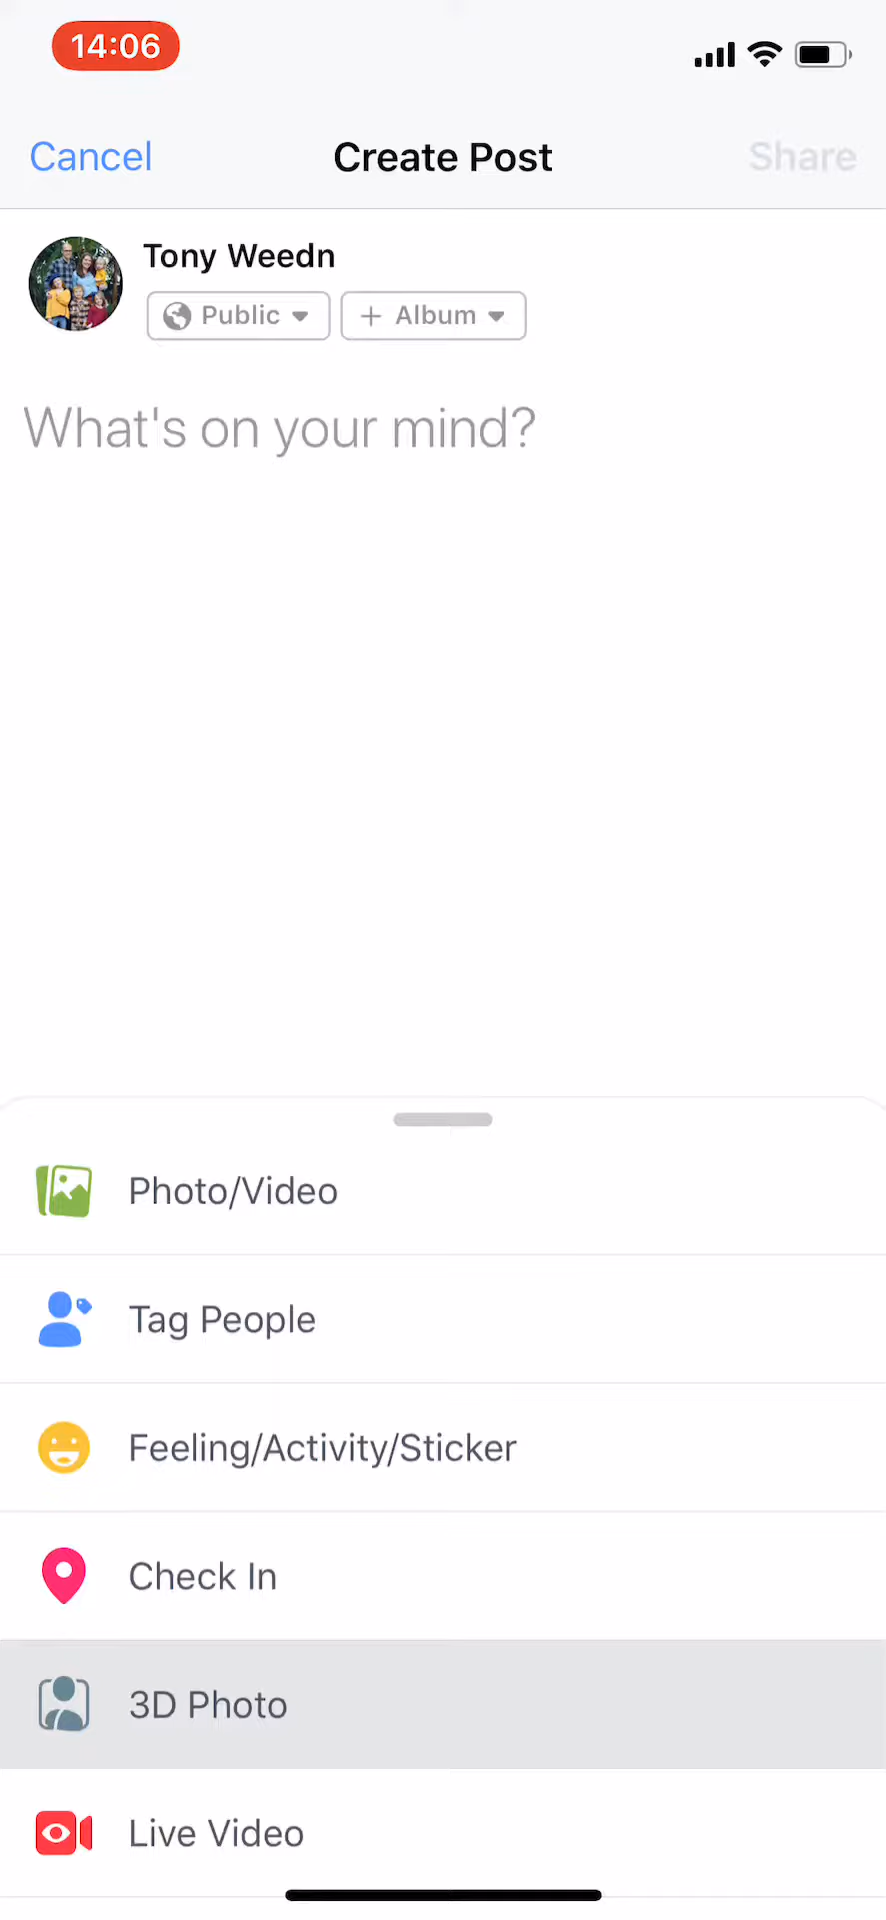 14:06
Cancel Create Post Share
Tony Weedn
Public + Album
What's on your mind?
Photo/Video
Tag People
Feeling/Activity/Sticker
Check In
3D Photo
Live Video